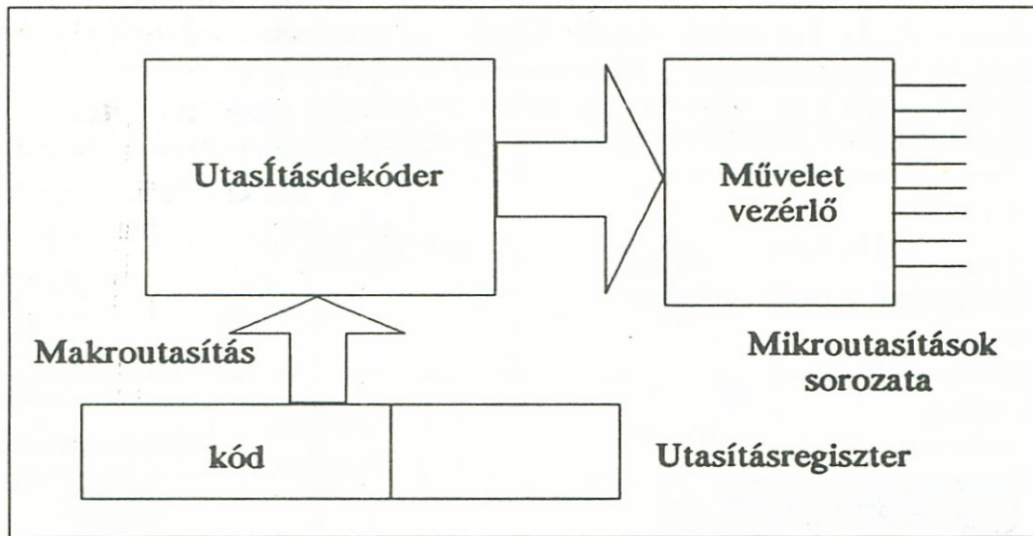 UtasÍtásdekóder
Művelet
vezérlő
Makroutasítás
Mikroutasítások
sorozata
kód
Utasításregiszter